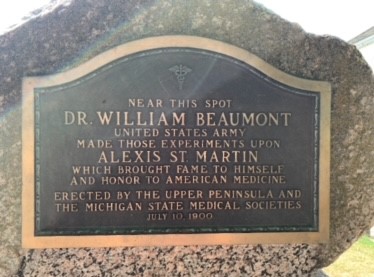 NEAR THIS SPOT
DR. WILLIAM BEAUMONT
UNITED STATES ARMY
MADE THOSE EXPERIMENTS UPON
ALEXIS ST. MARTIN
WHICH BROUGHT FAME TO HIMSELF
AND HONOR TO AMERICAN MEDICINE
ERECTED BY THE UPPER PENINSULA AND
THE MICHIGAN STATE MEDICAL SOCIETIES
JULY 10, 1900